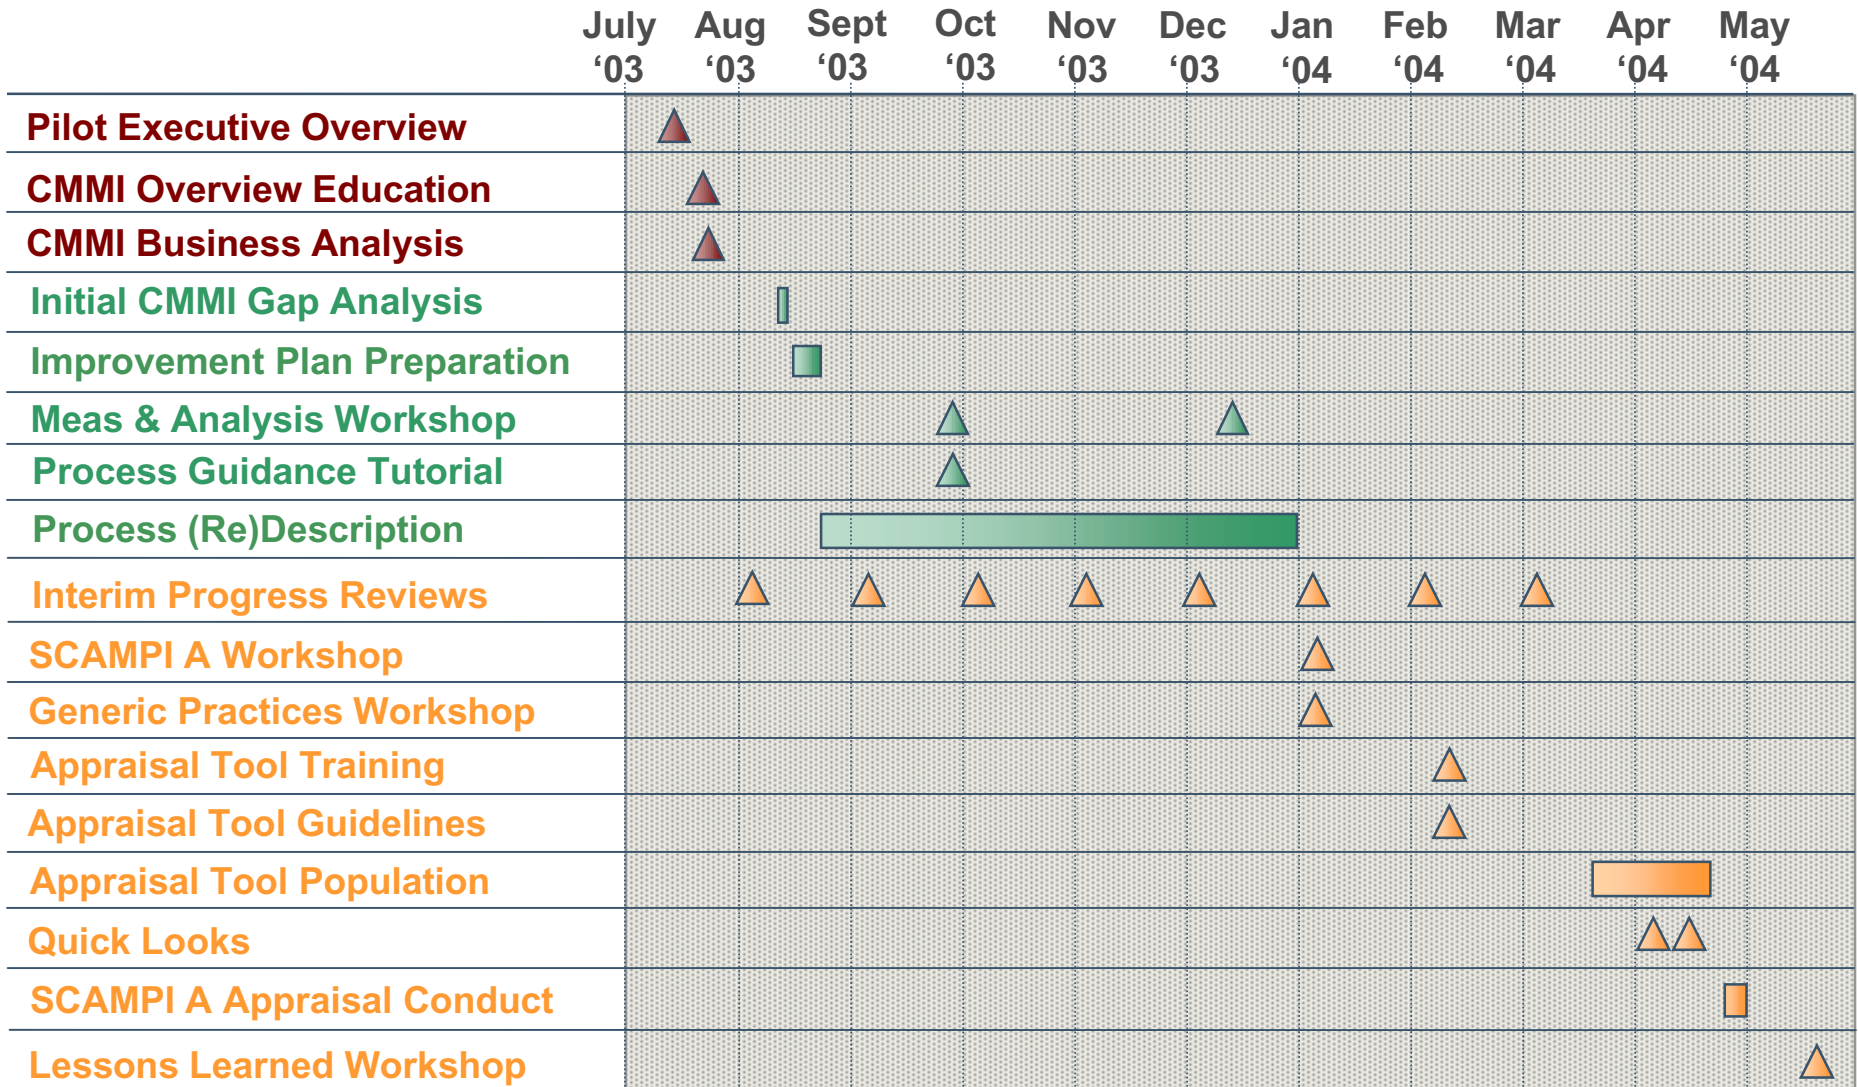 July Aug Sept Oct Nov Dec Jan Feb Mar Apr May
‘03 ‘03 ‘03 ‘03 ‘03 ‘03 ‘04 ‘04 ‘04 ‘04 ‘04
Pilot Executive Overview
CMMI Overview Education
CMMI Business Analysis
Initial CMMI Gap Analysis
Improvement Plan Preparation
Meas & Analysis Workshop
Process Guidance Tutorial
Process (Re)Description
Interim Progress Reviews
SCAMPI A Workshop
Generic Practices Workshop
Appraisal Tool Training
Appraisal Tool Guidelines
Appraisal Tool Population
Quick Looks
SCAMPI A Appraisal Conduct
Lessons Learned Workshop